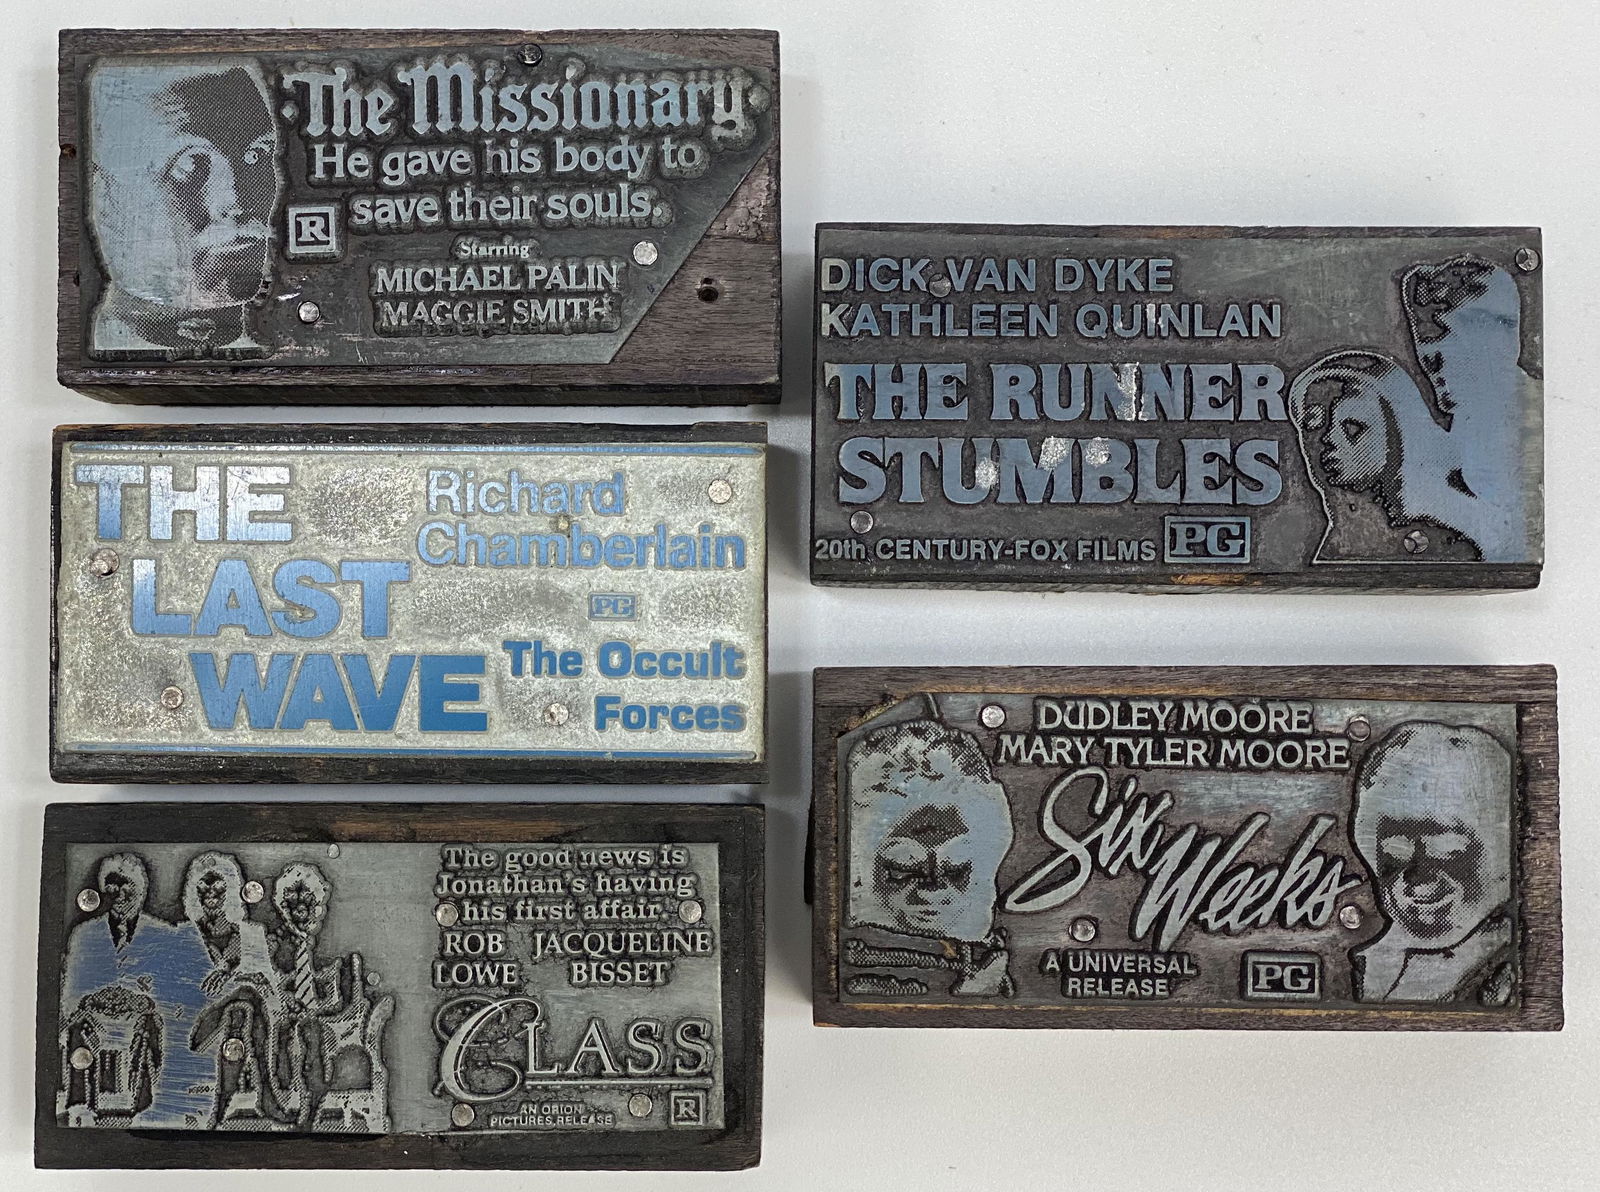 The Missionary
He gave his body to
save their souls.
R
Starring
MICHAEL PALIN
MAGGIE SMITH
THE
LAST
WAVE
Richard
Chamberlain
PG
The Occult
Forces
The good news is
Jonathan's having
his first affair.
ROB LOWE
JACQUELINE BISSET
CLASS
AN ORION
PICTURES RELEASE
R
DICK VAN DYKE
KATHLEEN QUINLAN
THE RUNNER
STUMBLES
20th CENTURY-FOX FILMS PG
DUDLEY MOORE
MARY TYLER MOORE
Six
Weeks
A UNIVERSAL
RELEASE
PG